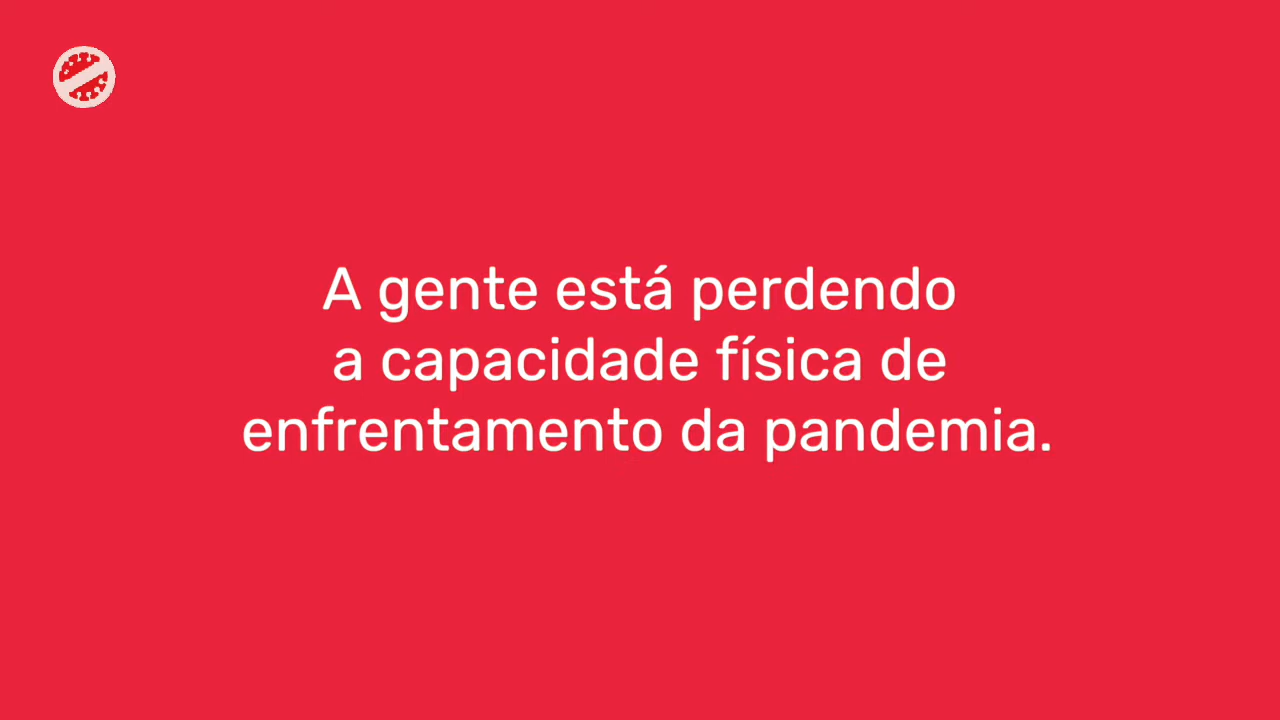 A gente está perdendo
a capacidade física de
enfrentamento da pandemia.